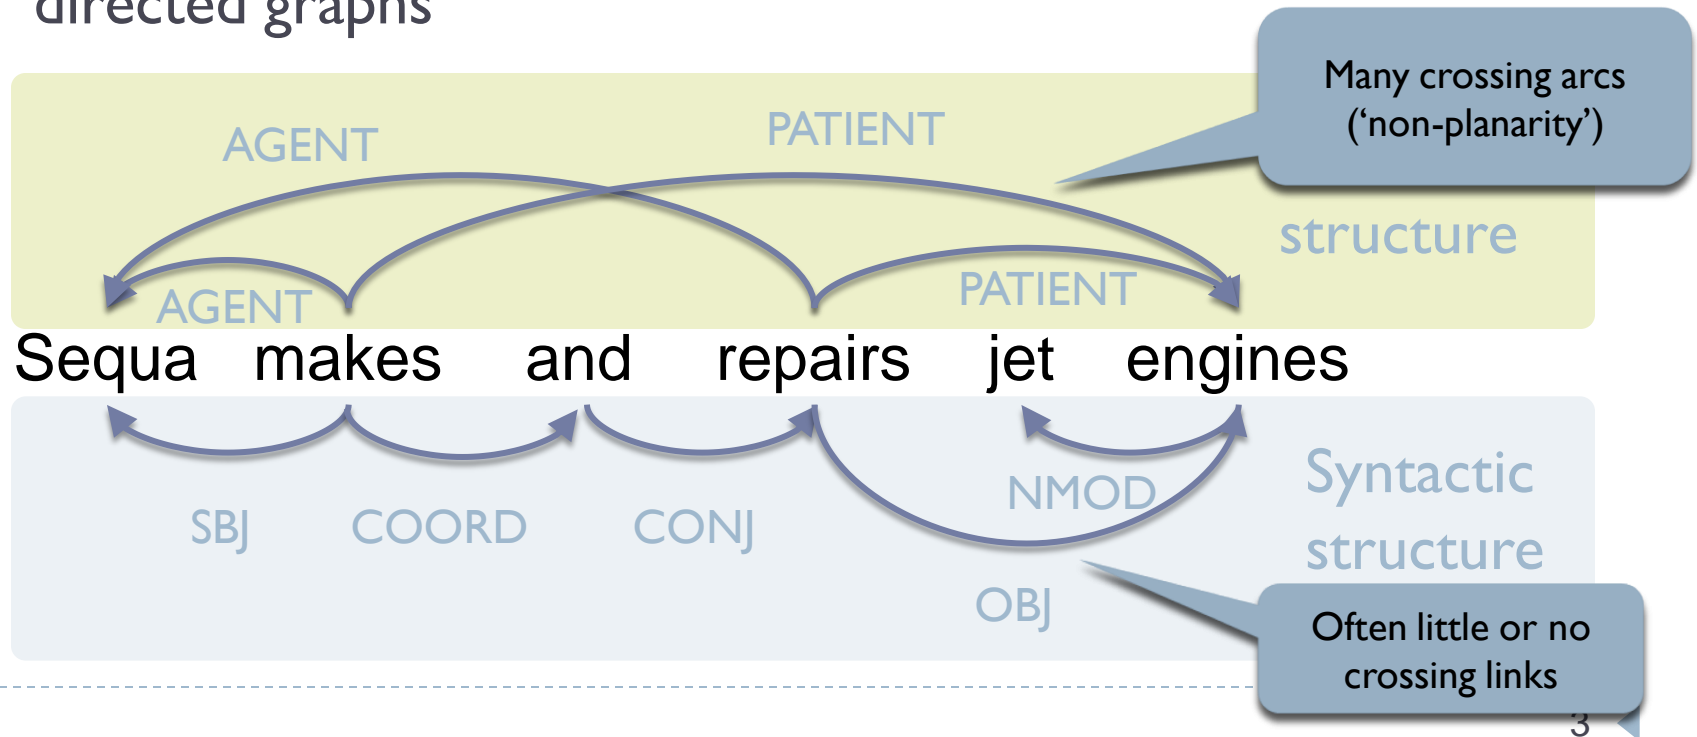 directed graphs
Many crossing arcs
(‘non-planarity’)
AGENT
PATIENT
structure
AGENT
PATIENT
Sequa makes and repairs jet engines
SBJ
COORD
CONJ
NMOD
OBJ
Syntactic
structure
Often little or no
crossing links
3